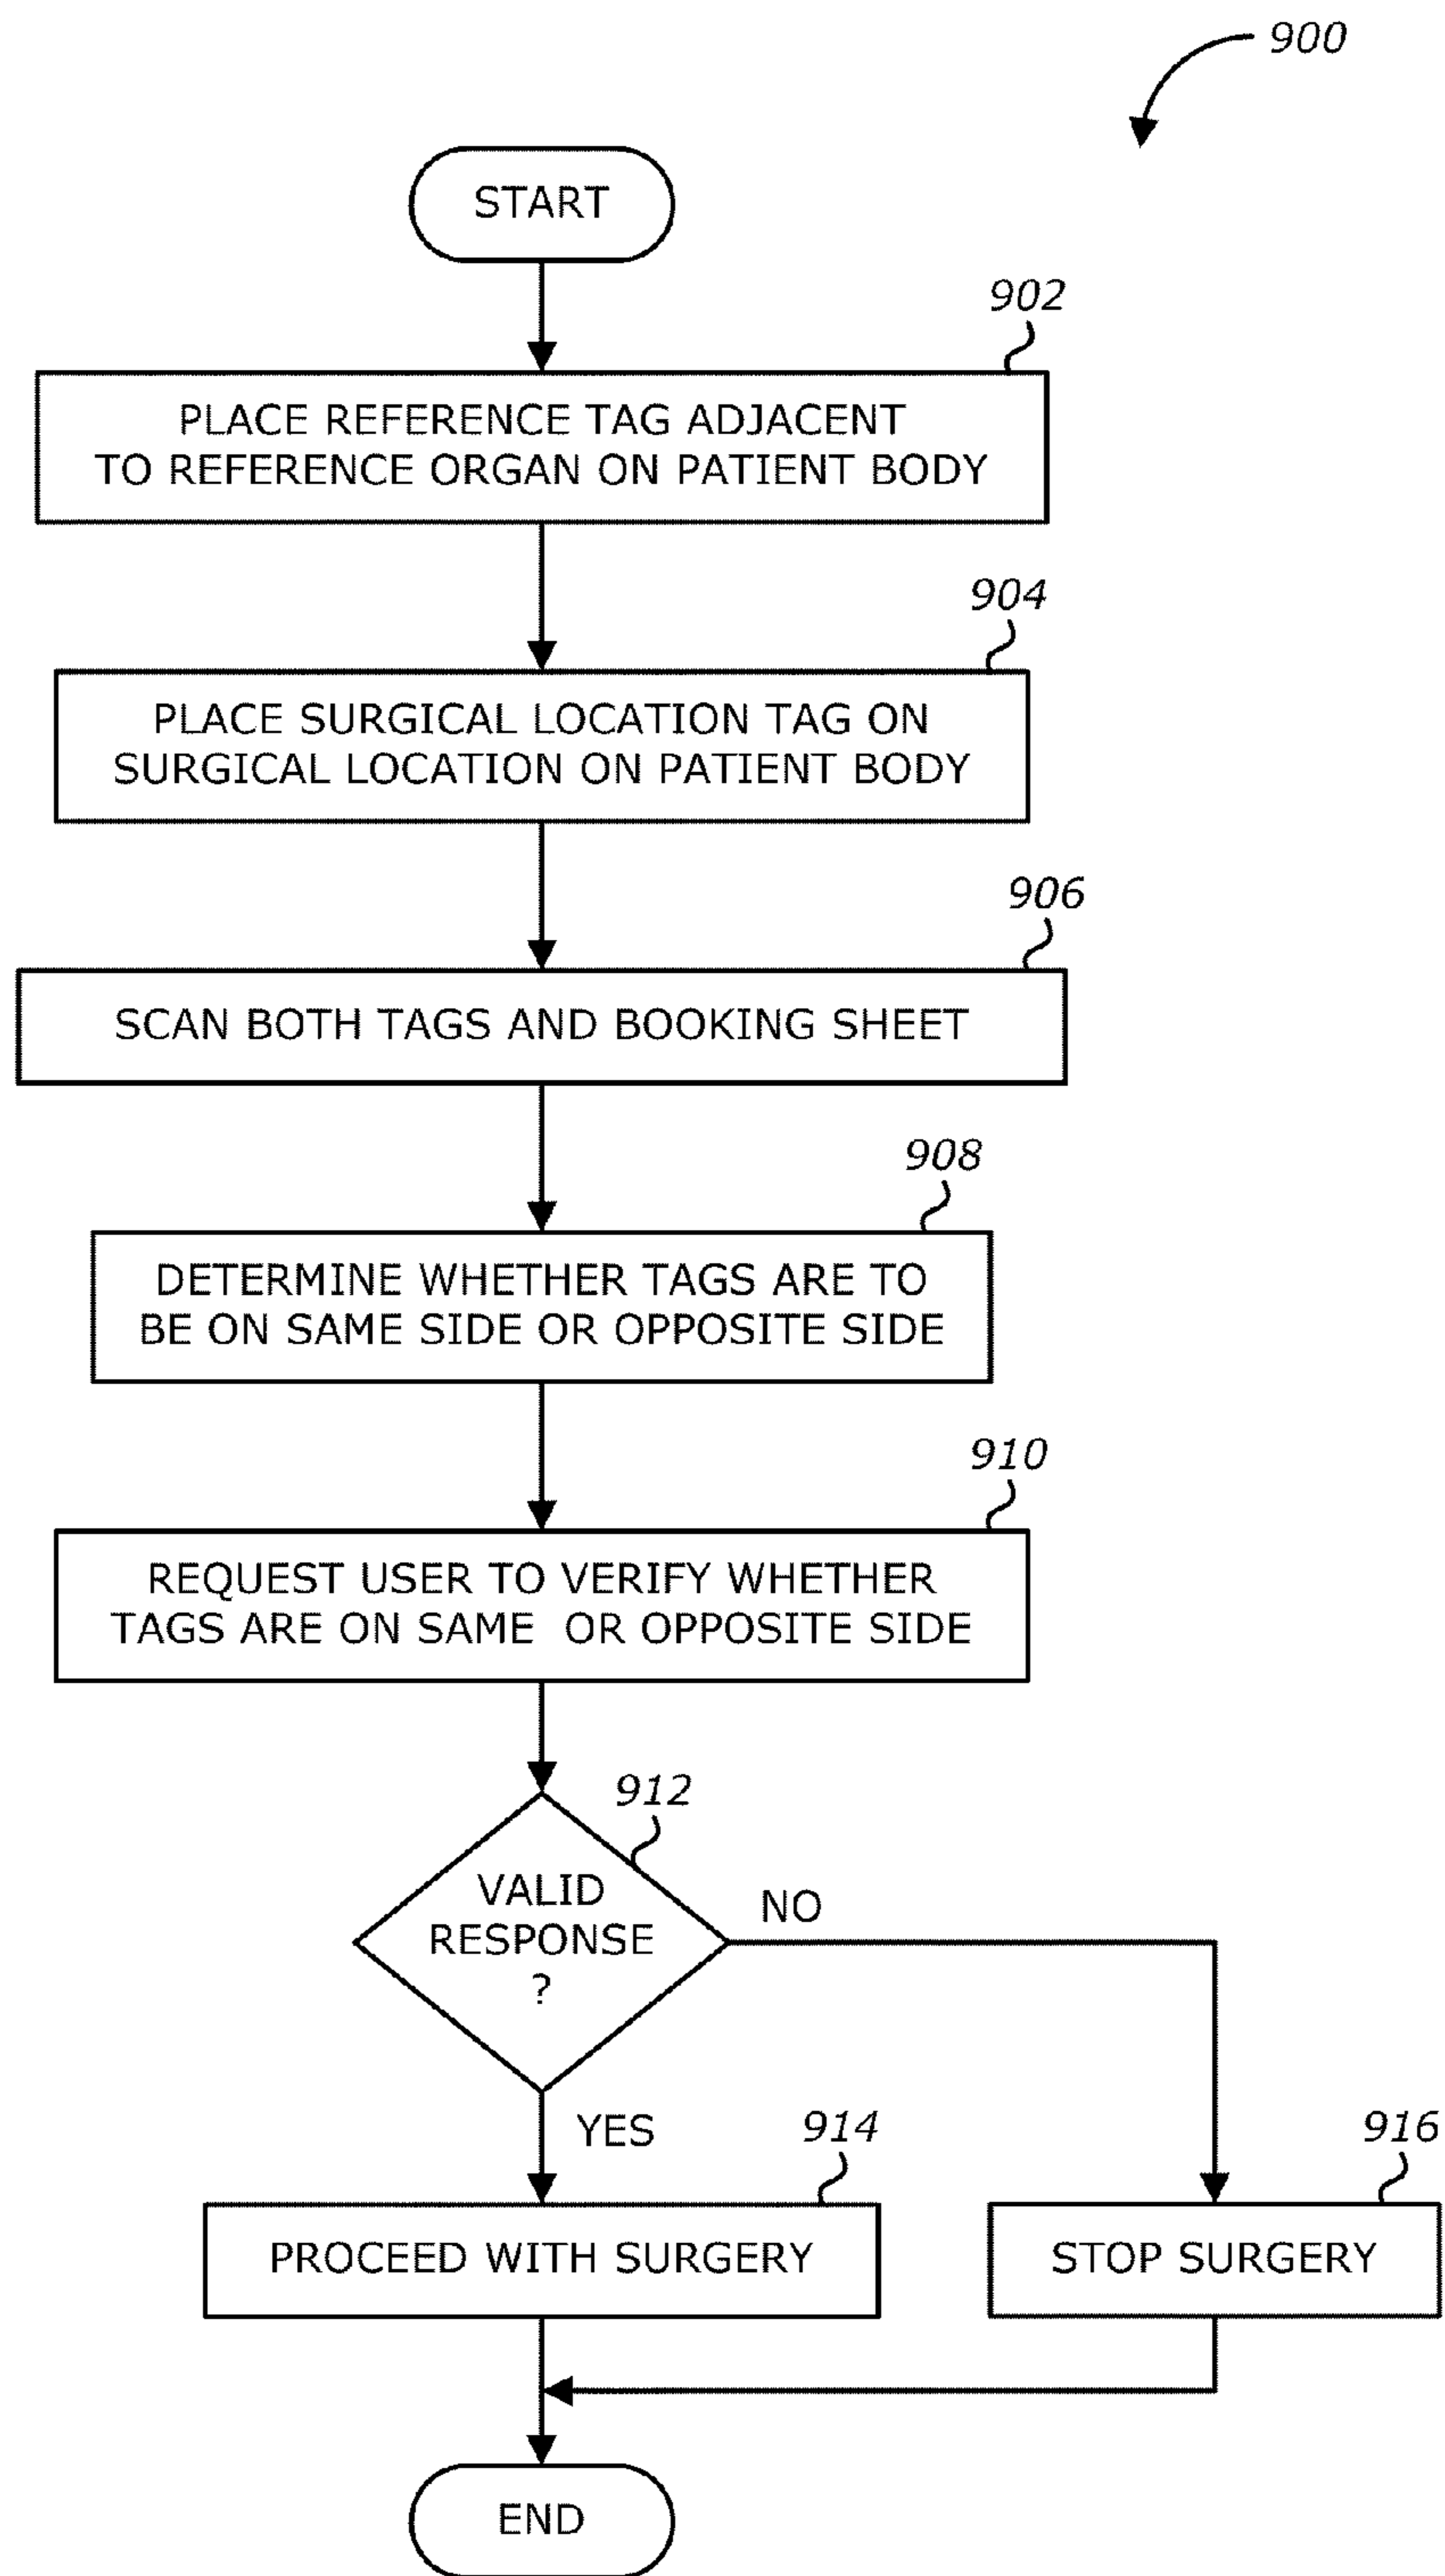 900
START
902
PLACE REFERENCE TAG ADJACENT
TO REFERENCE ORGAN ON PATIENT BODY
904
PLACE SURGICAL LOCATION TAG ON
SURGICAL LOCATION ON PATIENT BODY
906
SCAN BOTH TAGS AND BOOKING SHEET
908
DETERMINE WHETHER TAGS ARE TO
BE ON SAME SIDE OR OPPOSITE SIDE
910
REQUEST USER TO VERIFY WHETHER
TAGS ARE ON SAME  OR OPPOSITE SIDE
912
VALID
RESPONSE
?
NO
YES
914
916
PROCEED WITH SURGERY
STOP SURGERY
END